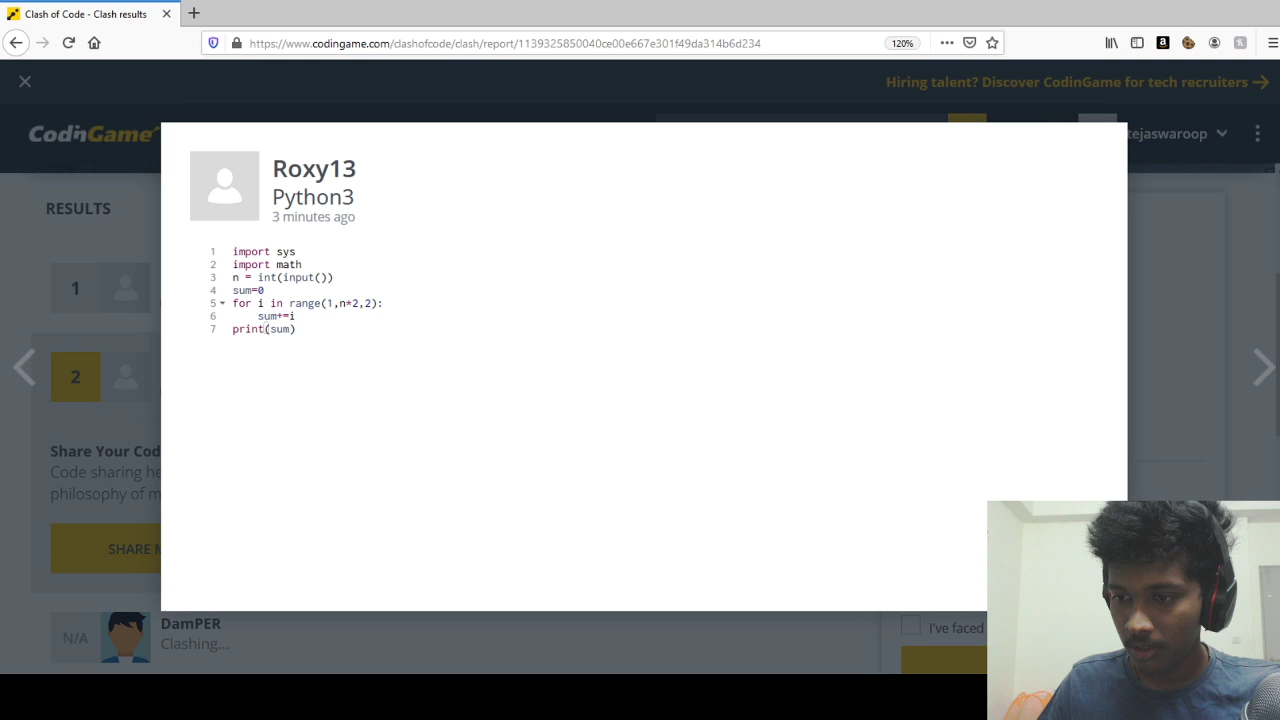 Clash of Code - Clash results
https://www.codingame.com/clashofcode/clash/report/1139325850040ce00e667e301f49da314b6d234
120%
Hiring talent? Discover CodinGame for tech recruiters
CodinGame
tejaswaroop
RESULTS
Roxy13
Python3
3 minutes ago
1 import sys
2 import math
3 n = int(input())
4 sum=0
5 for i in range(1,n*2,2):
6 sum+=i
7 print(sum)
1
2
Share Your Cod
Code sharing he
philosophy of m
SHARE M
N/A
DamPER
Clashing...
I've faced